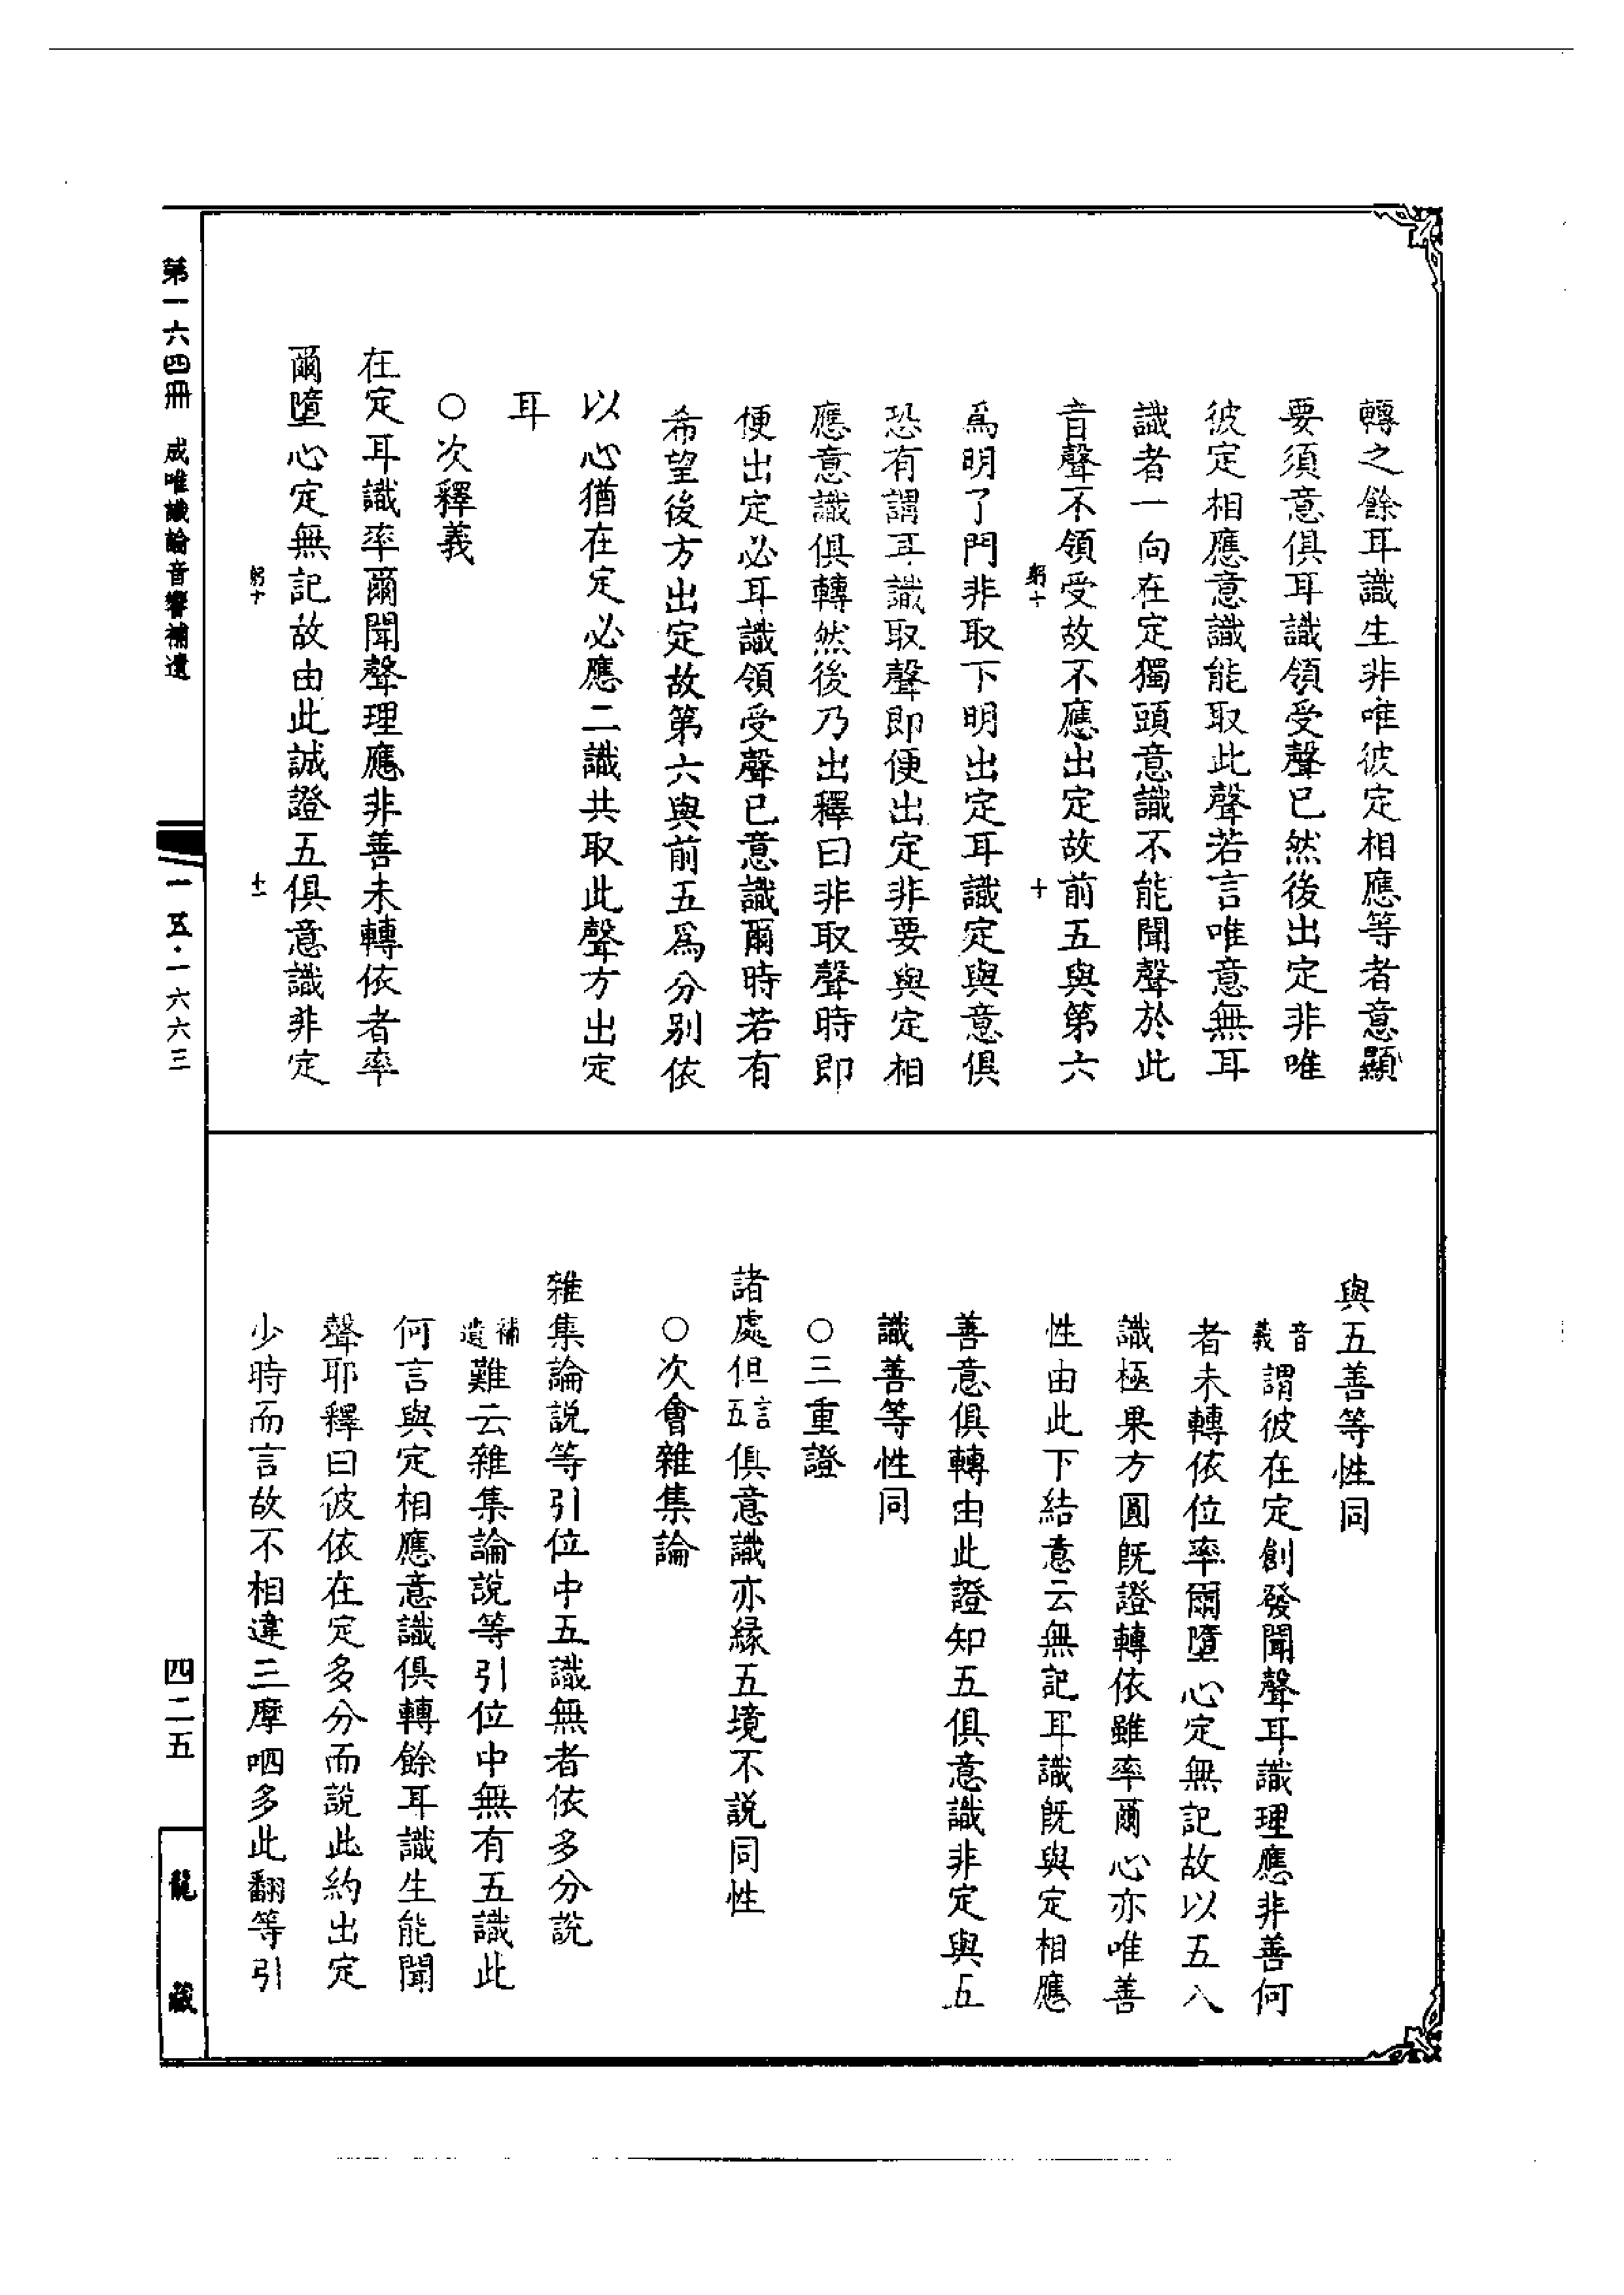 轉之餘耳識生非唯彼定相應等者意顯
要須意俱耳識領受聲已然後出定非唯
彼定相應意識能取此聲若言唯意無耳
識者一向在定獨頭意識不能聞聲於此
音聲不領受故不應出定故前五與第六
躬十 十
爲明了門非取下明出定耳識定與意俱
恐有謂耳識取聲即便出定非要與定相
應意識俱轉然後乃出釋曰非取聲時即
便出定必耳識領受聲已意識爾時若有
希望後方出定故第六與前五爲分別依
以心猶在定必應二識共取此聲方出定
耳
○次釋義
在定耳識率爾聞聲理應非善未轉依者率
爾墮心定無記故由此誠證五俱意識非定
躬十 十一
與五善等性同
音義謂彼在定創發聞聲耳識理應非善何
者未轉依位率爾墮心定無記故以五八
識極果方圓既證轉依雖率爾心亦唯善
性由此下結意云無記耳識既與定相應
善意俱轉由此證知五俱意識非定與五
識善等性同
○三重證
諸處但言五俱意識亦緣五境不說同性
○次會雜集論
雜集論說等引位中五識無者依多分說
補遺難云雜集論說等引位中無有五識此
何言與定相應意識俱轉餘耳識生能聞
聲耶釋曰彼依在定多分而說此約出定
少時而言故不相違三摩呬多此翻等引
第一六四冊 成唯識論音響補遺
一五·一六六三
四二五
龍藏